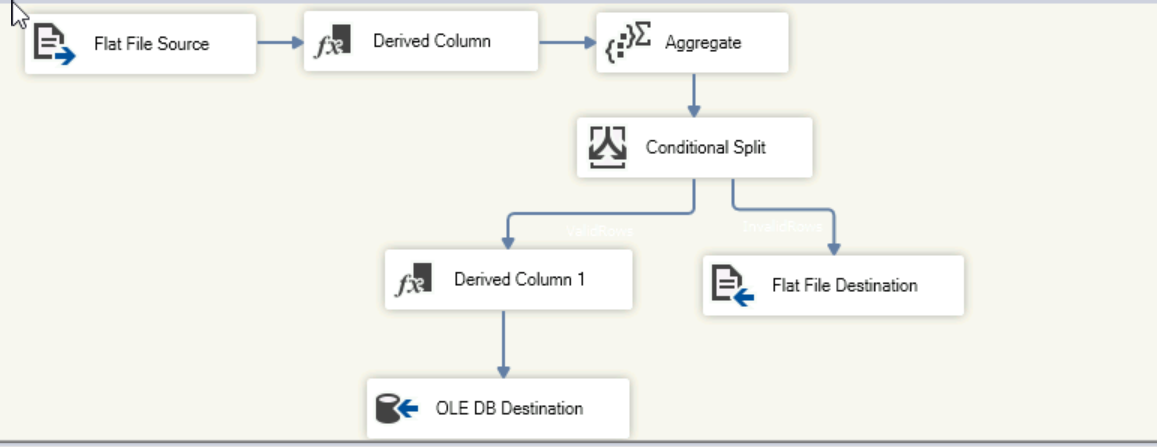 Flat File Source
Derived Column
Aggregate
Conditional Split
ValidRows
InvalidRows
Derived Column 1
Flat File Destination
OLE DB Destination